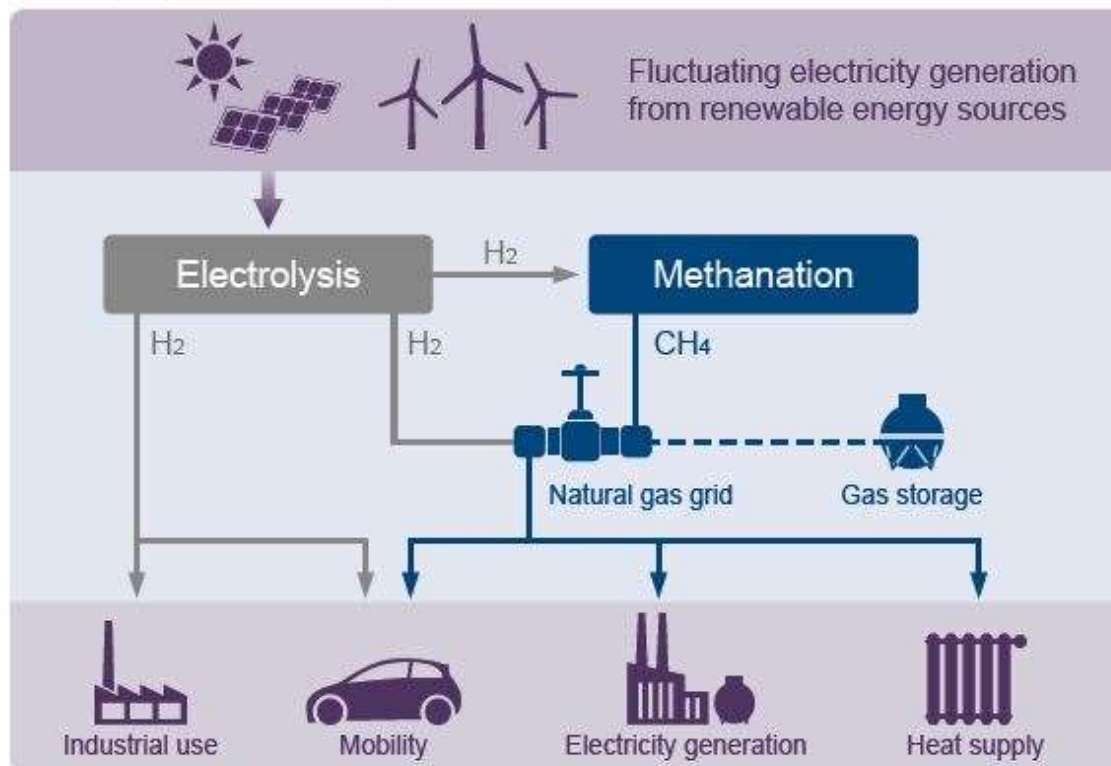 Fluctuating electricity generation
from renewable energy sources
Electrolysis
H₂
Methanation
H₂
H₂
CH₄
Natural gas grid
Gas storage
Industrial use
Mobility
Electricity generation
Heat supply